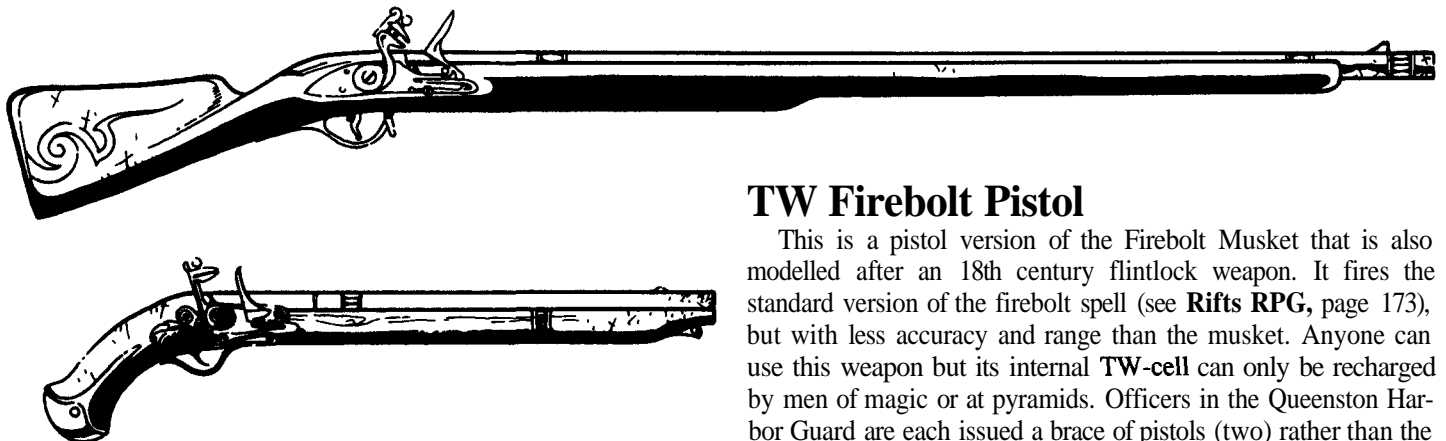 TW Firebolt Pistol
This is a pistol version of the Firebolt Musket that is also
modelled after an 18th century flintlock weapon. It fires the
standard version of the firebolt spell (see Rifts RPG, page 173),
but with less accuracy and range than the musket. Anyone can
use this weapon but its internal TW-cell can only be recharged
by men of magic or at pyramids. Officers in the Queenston Har-
bor Guard are each issued a brace of pistols (two) rather than the